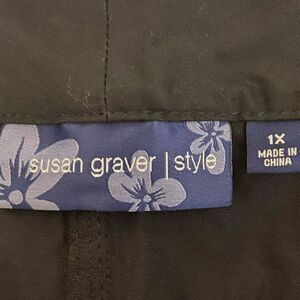 susan graver | style
1X
MADE IN
CHINA